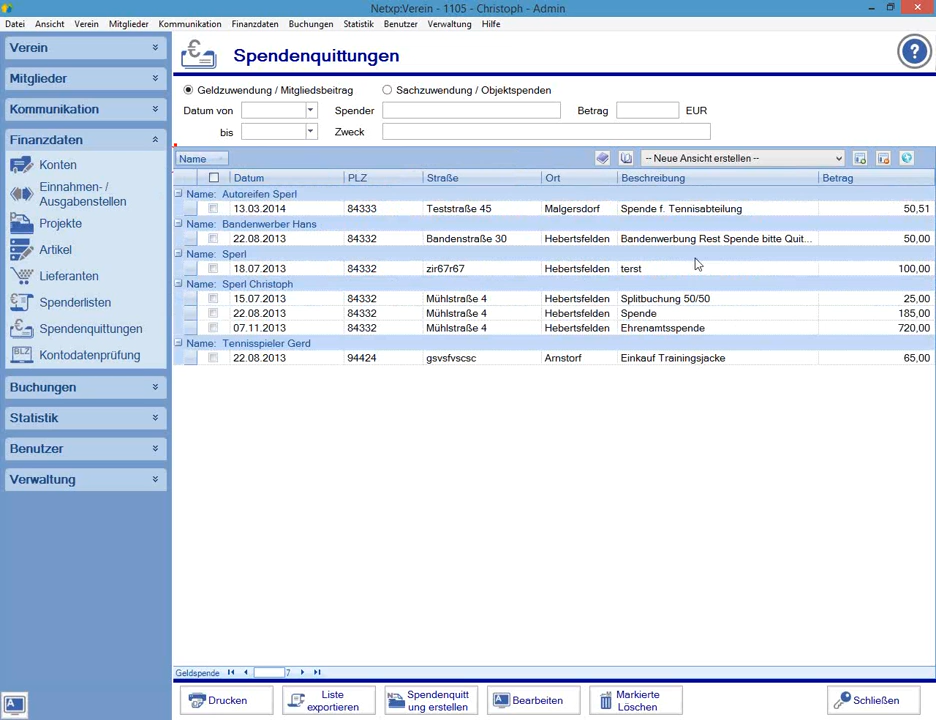 Netxp:Verein - 1105 - Christoph - Admin
Datei Ansicht Verein Mitglieder Kommunikation Finanzdaten Buchungen Statistik Benutzer Verwaltung Hilfe
Verein
Mitglieder
Kommunikation
Finanzdaten
Konten
Einnahmen- /
Ausgabenstellen
Projekte
Artikel
Lieferanten
Spenderlisten
Spendenquittungen
BLZ
Kontodatenprüfung
Buchungen
Statistik
Benutzer
Verwaltung
A
Spendenquittungen
?
Geldzuwendung / Mitgliedsbeitrag Sachzuwendung / Objektspenden
Datum von Spender Betrag EUR
bis Zweck
Name -- Neue Ansicht erstellen --
Datum PLZ Straße Ort Beschreibung Betrag
Name: Autoreifen Sperl
13.03.2014 84333 Teststraße 45 Malgersdorf Spende f. Tennisabteilung 50,51
Name: Bandenwerber Hans
22.08.2013 84332 Bandenstraße 30 Hebertsfelden Bandenwerbung Rest Spende bitte Quit... 50,00
Name: Sperl
18.07.2013 84332 zir67r67 Hebertsfelden terst 100,00
Name: Sperl Christoph
15.07.2013 84332 Mühlstraße 4 Hebertsfelden Splitbuchung 50/50 25,00
22.08.2013 84332 Mühlstraße 4 Hebertsfelden Spende 185,00
07.11.2013 84332 Mühlstraße 4 Hebertsfelden Ehrenamtsspende 720,00
Name: Tennisspieler Gerd
22.08.2013 94424 gsvsfvscsc Arnstorf Einkauf Trainingsjacke 65,00
Geldspende 7
Drucken
Liste
exportieren
Spendenquitt
ung erstellen
A Bearbeiten
Markierte
Löschen
Schließen